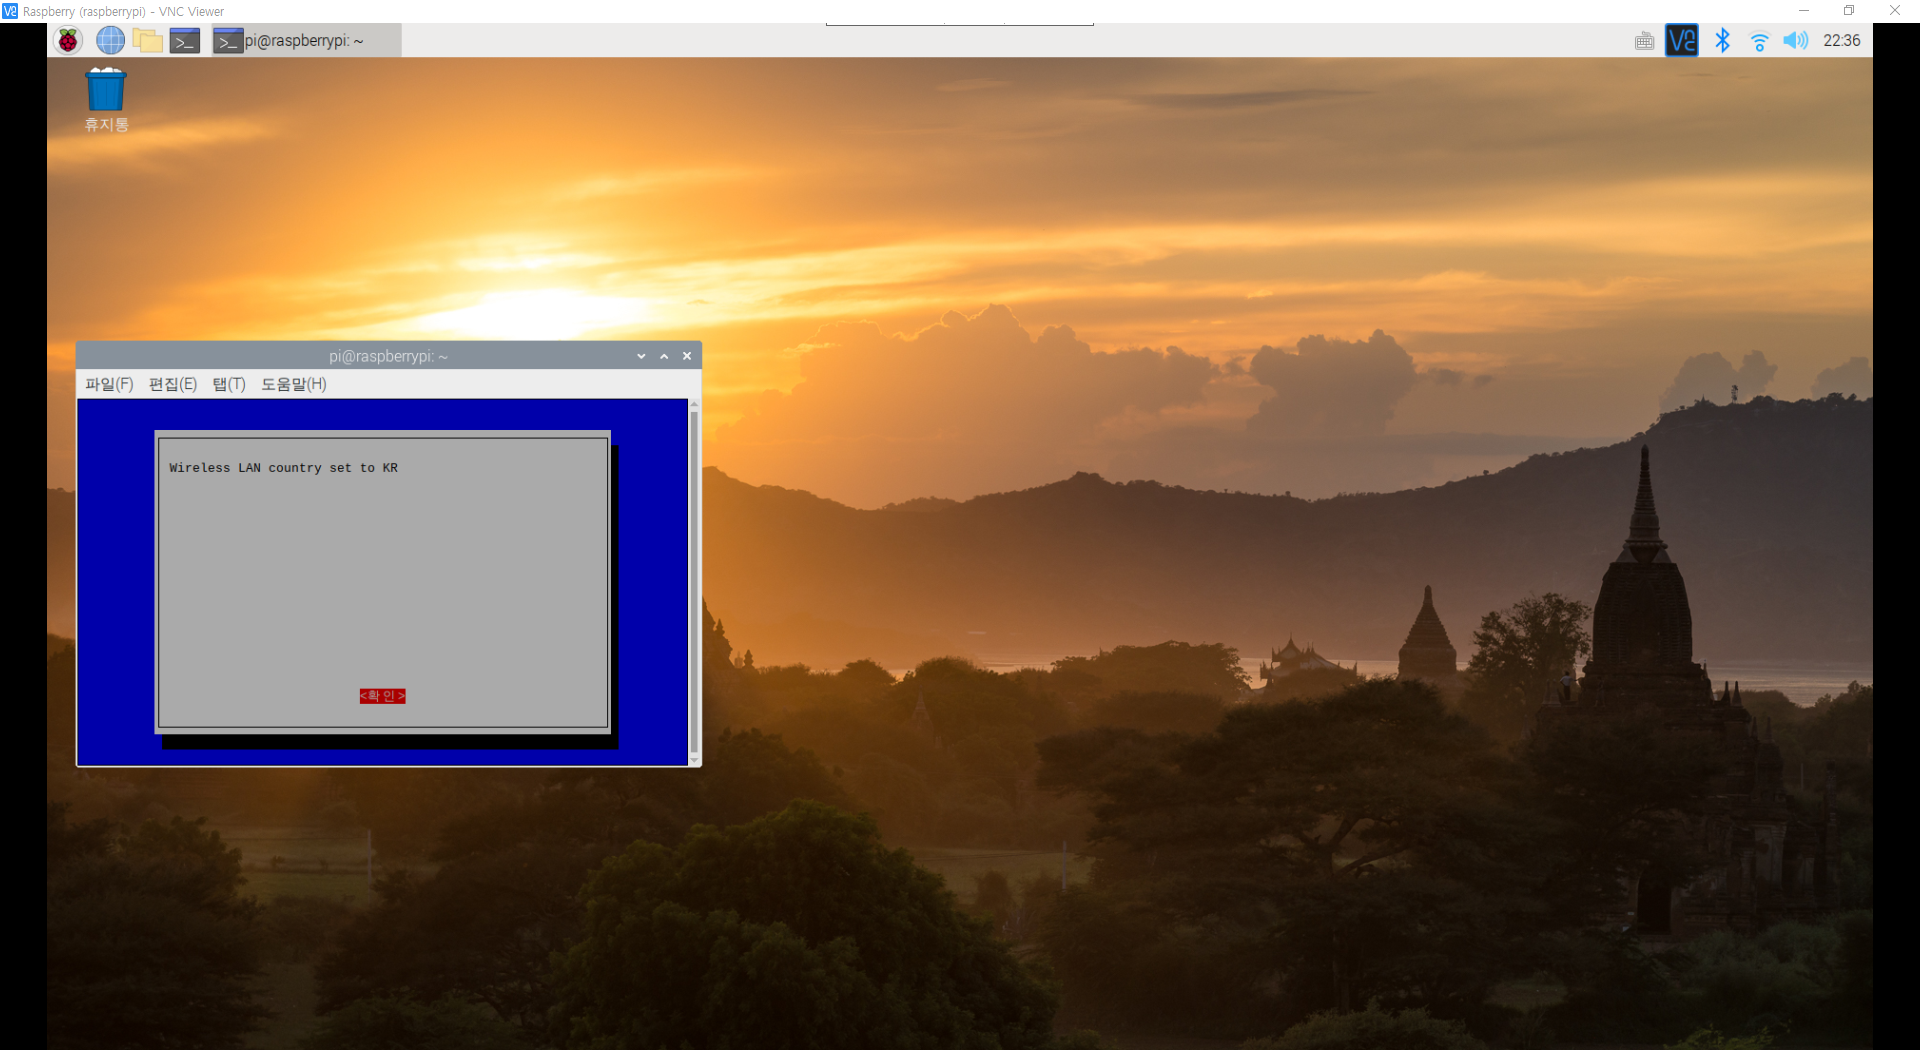 Raspberry (raspberrypi) - VNC Viewer
pi@raspberrypi: ~
22:36
휴지통
pi@raspberrypi: ~
파일(F) 편집(E) 탭(T) 도움말(H)
Wireless LAN country set to KR
<확인>